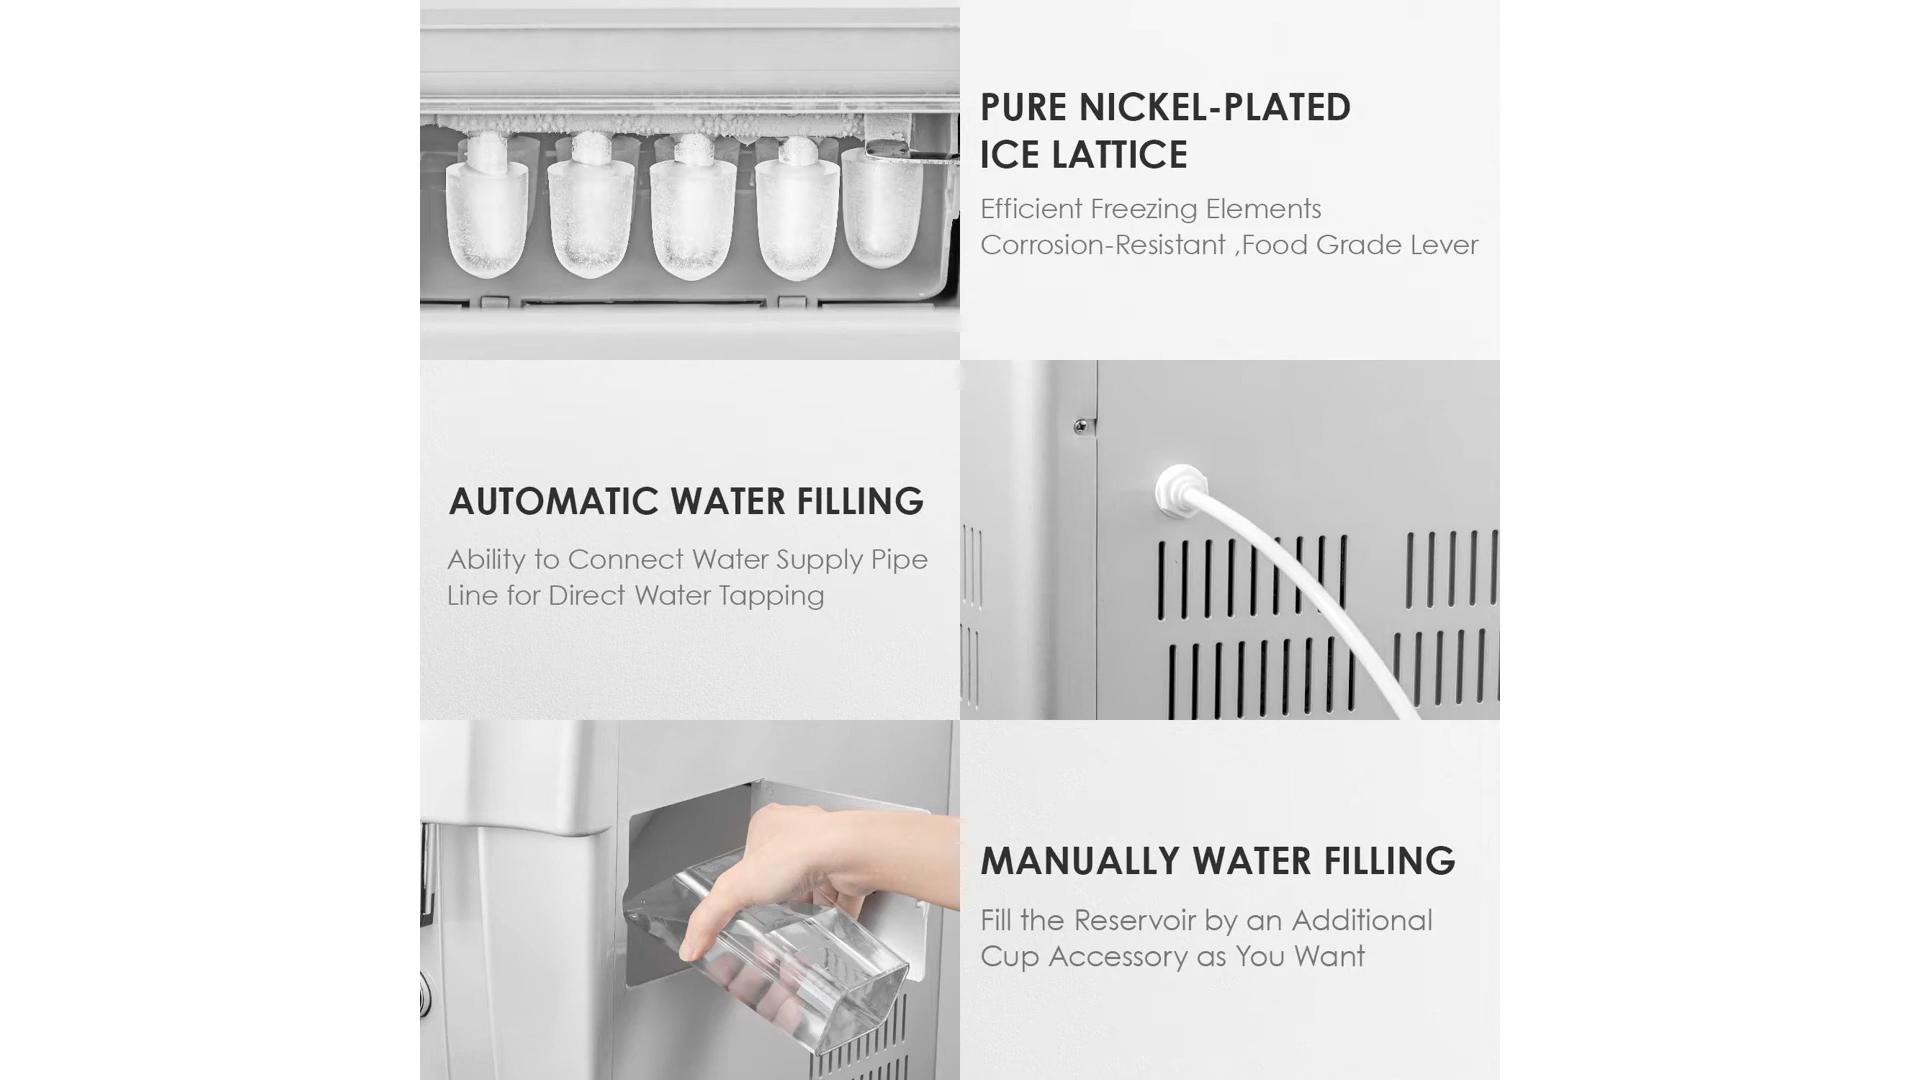 PURE NICKEL-PLATED
ICE LATTICE
Efficient Freezing Elements
Corrosion-Resistant ,Food Grade Lever
AUTOMATIC WATER FILLING
Ability to Connect Water Supply Pipe
Line for Direct Water Tapping
MANUALLY WATER FILLING
Fill the Reservoir by an Additional
Cup Accessory as You Want